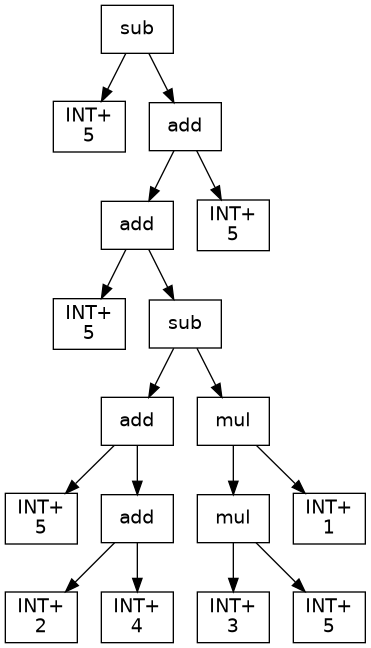 sub
INT+
5
add
add
INT+
5
INT+
5
sub
add
mul
INT+
5
add
mul
INT+
1
INT+
2
INT+
4
INT+
3
INT+
5